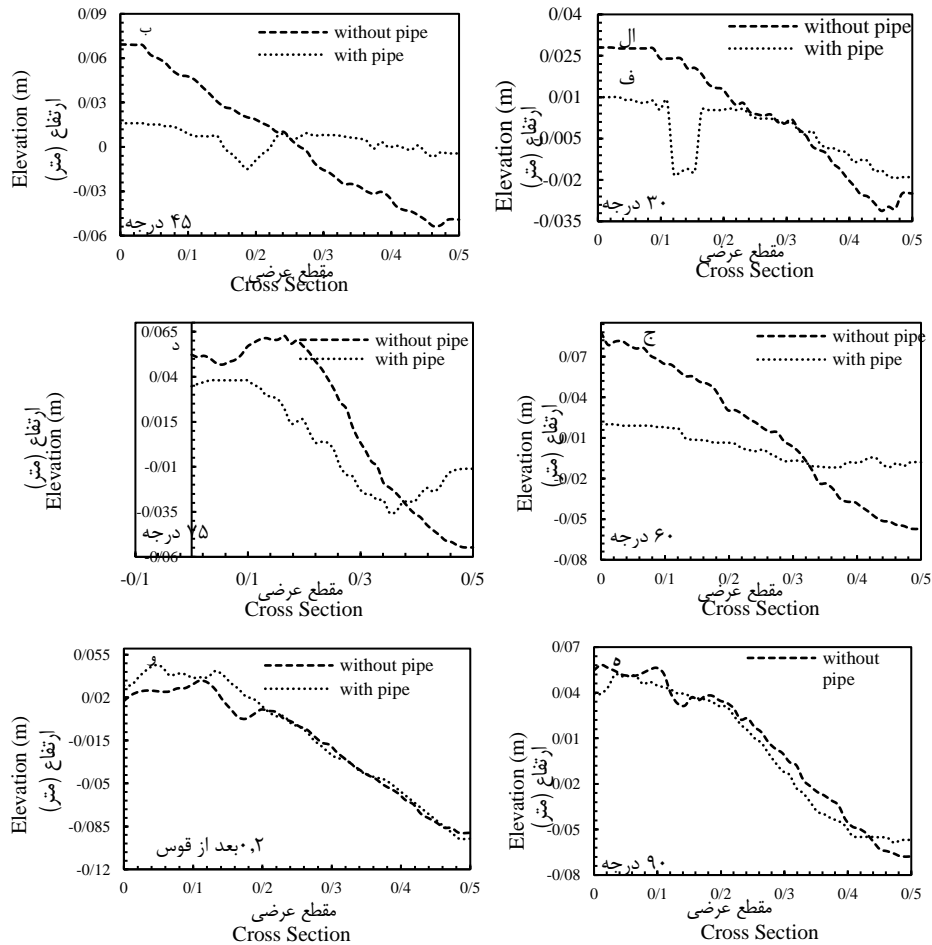 ب
without pipe
with pipe
0/09
0/06
0/03
0
-0/03
-0/06
Elevation (m)
ارتفاع (متر)
۴۵ درجه
0 0/1 0/2 0/3 0/4 0/5
مقطع عرضی
Cross Section
ال
ف
without pipe
with pipe
0/04
0/025
0/01
-0/005
-0/02
-0/035
Elevation (m)
ارتفاع (متر)
۳۰ درجه
0 0/1 0/2 0/3 0/4 0/5
مقطع عرضی
Cross Section
د
without pipe
with pipe
0/065
0/04
0/015
-0/01
-0/035
-0/06
ارتفاع (متر)
Elevation (m)
۷۵ درجه
-0/1 0/1 0/3 0/5
مقطع عرضی
Cross Section
ج
without pipe
with pipe
0/07
0/04
0/01
-0/02
-0/05
-0/08
Elevation (m)
ارتفاع (متر)
۶۰ درجه
0 0/1 0/2 0/3 0/4 0/5
مقطع عرضی
Cross Section
و
without pipe
with pipe
0/055
0/02
-0/015
-0/05
-0/085
-0/12
Elevation (m)
ارتفاع (متر)
۰٫۲بعد از قوس
0 0/1 0/2 0/3 0/4 0/5
مقطع عرضی
Cross Section
ه
without
pipe
0/07
0/04
0/01
-0/02
-0/05
-0/08
Elevation (m)
ارتفاع (متر)
۹۰ درجه
0 0/1 0/2 0/3 0/4 0/5
مقطع عرضی
Cross Section